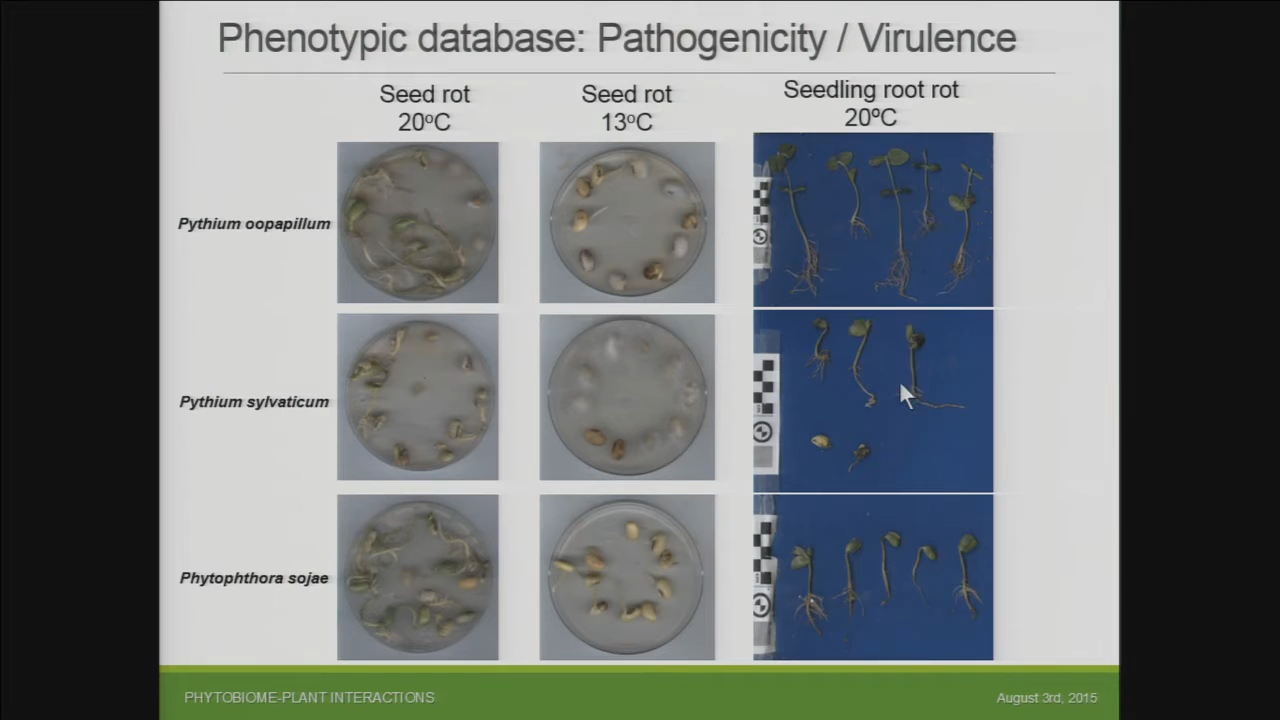 Phenotypic database: Pathogenicity / Virulence
Seed rot
20ºC
Seed rot
13ºC
Seedling root rot
20ºC
Pythium oopapillum
Pythium sylvaticum
Phytophthora sojae
PHYTOBIOME-PLANT INTERACTIONS
August 3rd, 2015